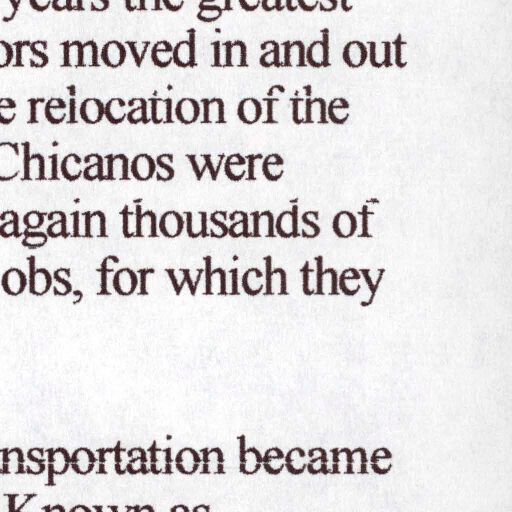 years the greatest
ors moved in and out
e relocation of the
Chicanos were
again thousands of
obs, for which they
nsportation became
Known as